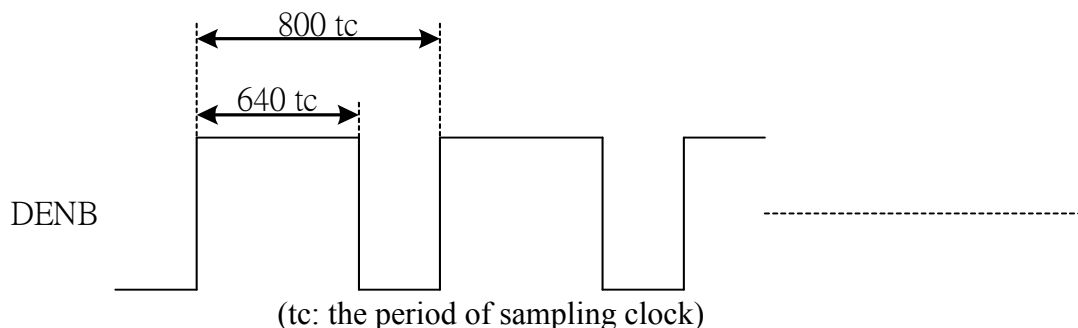 800 tc
640 tc
DENB
(tc: the period of sampling clock)